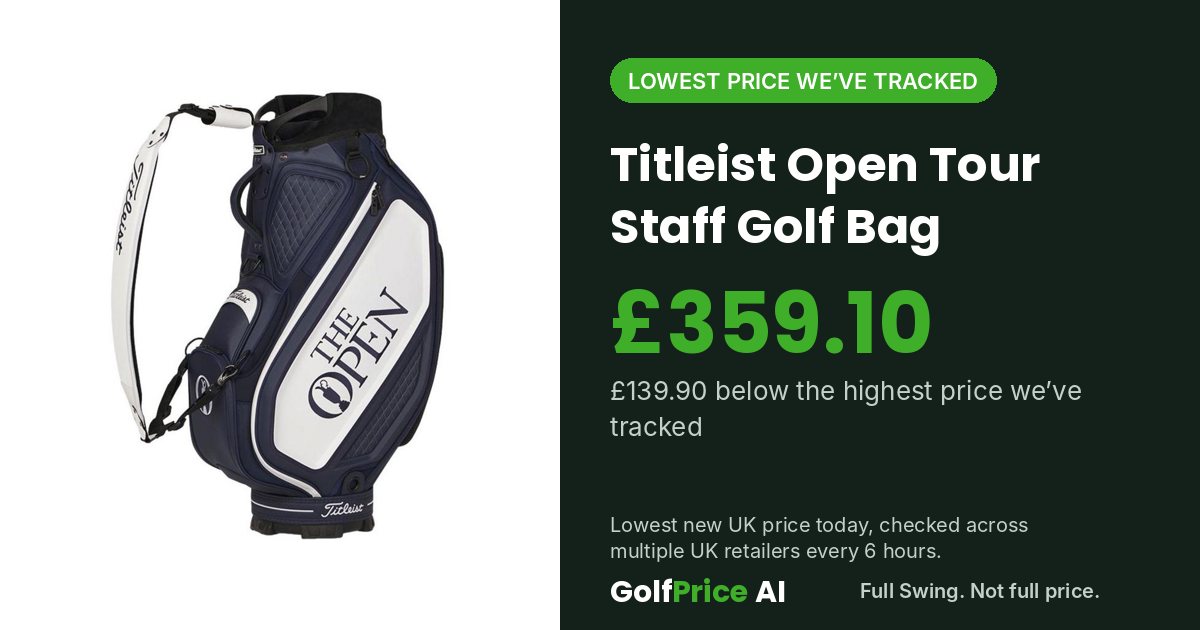 LOWEST PRICE WE’VE TRACKED
Titleist Open Tour
Staff Golf Bag
£359.10
£139.90 below the highest price we’ve
tracked
Lowest new UK price today, checked across
multiple UK retailers every 6 hours.
GolfPrice AI
Full Swing. Not full price.
Titleist
Titleist
THE
OPEN
Titleist